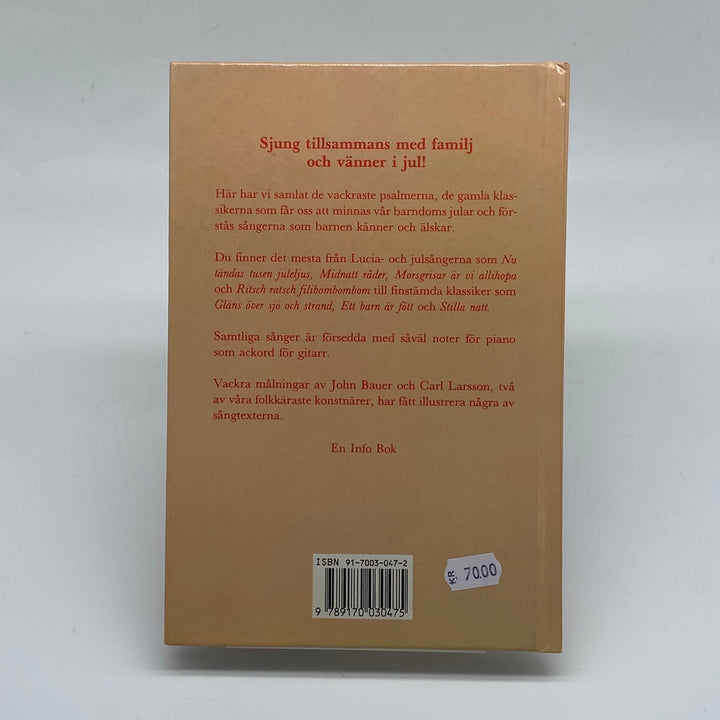 Sjung tillsammans med familj
och vänner i jul!
Här har vi samlat de vackraste psalmerna, de gamla klas-
sikerna som får oss att minnas vår barndoms jular och för-
stås sångerna som barnen känner och älskar.
Du finner det mesta från Lucia- och julsångerna som Nu
tändas tusen juleljus, Midnatt råder, Morsgrisar är vi allihopa
och Ritsch ratsch filibombombom till finstämda klassiker som
Gläns över sjö och strand, Ett barn är fött och Stilla natt.
Samtliga sånger är försedda med såväl noter för piano
som ackord för gitarr.
Vackra målningar av John Bauer och Carl Larsson, två
av våra folkkäraste konstnärer, har fått illustrera några av
sångtexterna.
En Info Bok
ISBN 91-7003-047-2
9 789170 030475
KR 70.00